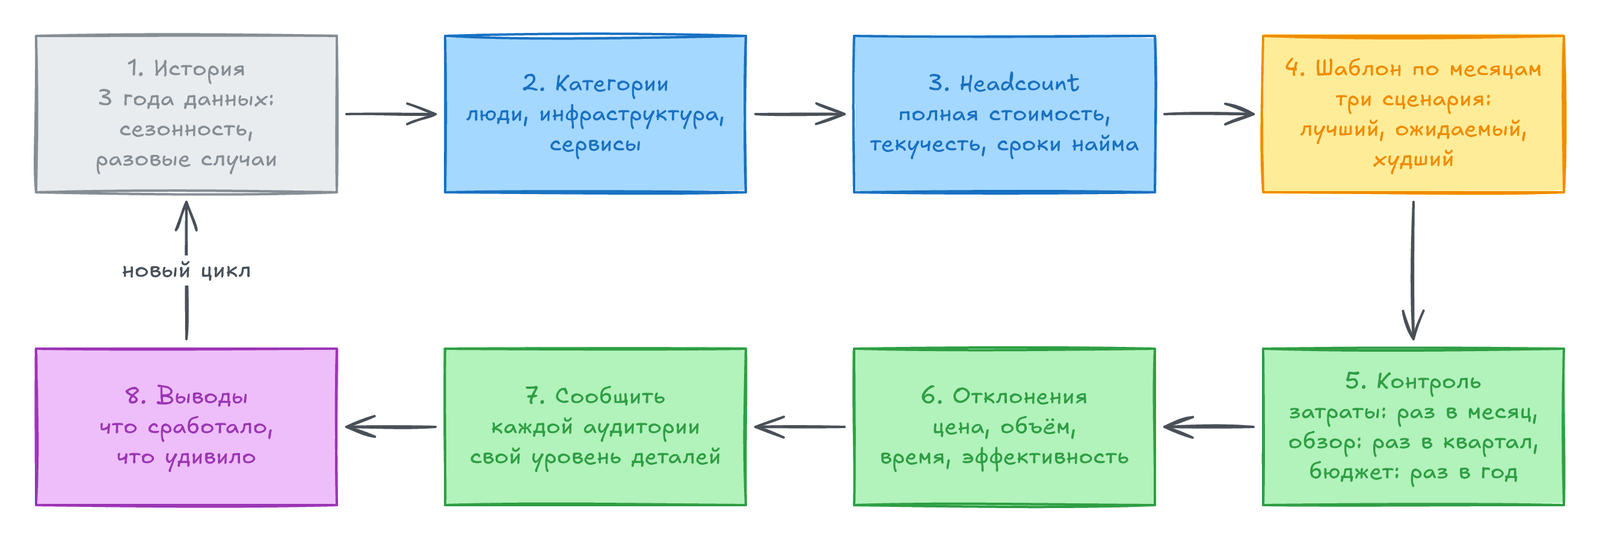 1. История
3 года данных:
сезонность,
разовые случаи
2. Категории
люди, инфраструктура,
сервисы
3. Headcount
полная стоимость,
текучесть, сроки найма
4. Шаблон по месяцам
три сценария:
лучший, ожидаемый,
худший
новый цикл
8. Выводы
что сработало,
что удивило
7. Сообщить
каждой аудитории
свой уровень деталей
6. Отклонения
цена, объём,
время, эффективность
5. Контроль
затраты: раз в месяц,
обзор: раз в квартал,
бюджет: раз в год